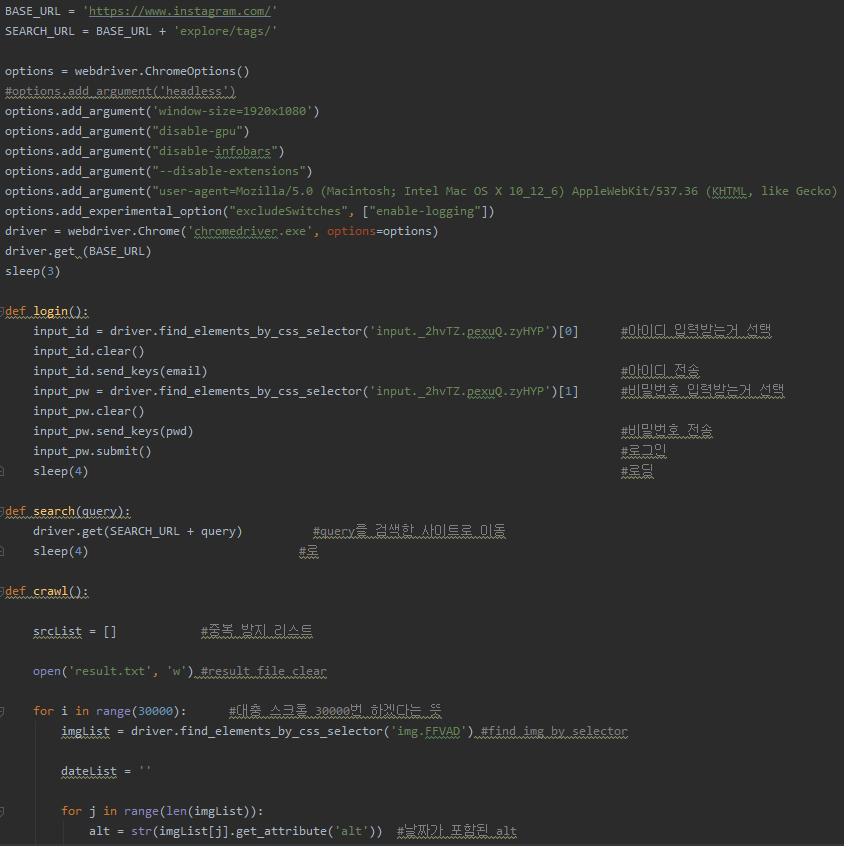 BASE_URL = 'https://www.instagram.com/'
SEARCH_URL = BASE_URL + 'explore/tags/'
options = webdriver.ChromeOptions()
#options.add_argument('headless')
options.add_argument('window-size=1920x1080')
options.add_argument("disable-gpu")
options.add_argument("disable-infobars")
options.add_argument("--disable-extensions")
options.add_argument("user-agent=Mozilla/5.0 (Macintosh; Intel Mac OS X 10_12_6) AppleWebKit/537.36 (KHTML, like Gecko)
options.add_experimental_option("excludeSwitches", ["enable-logging"])
driver = webdriver.Chrome('chromedriver.exe', options=options)
driver.get (BASE_URL)
sleep(3)
def login():
    input_id = driver.find_elements_by_css_selector('input._2hvTZ.pexuQ.zyHYP')[0]      #아이디 입력받는거 선택
    input_id.clear()
    input_id.send_keys(email)                                                           #아이디 전송
    input_pw = driver.find_elements_by_css_selector('input._2hvTZ.pexuQ.zyHYP')[1]      #비밀번호 입력받는거 선택
    input_pw.clear()
    input_pw.send_keys(pwd)                                                             #비밀번호 전송
    input_pw.submit()                                                                   #로그인
    sleep(4)                                                                            #로딩
def search(query):
    driver.get(SEARCH_URL + query)          #query를 검색한 사이트로 이동
    sleep(4)                              #로
def crawl():
    srcList = []            #중복 방지 리스트
    open('result.txt', 'w') #result file clear
    for i in range(30000):      #대충 스크롤 30000번 하겠다는 뜻
        imgList = driver.find_elements_by_css_selector('img.FFVAD') #find img by selector
        dateList = ''
        for j in range(len(imgList)):
            alt = str(imgList[j].get_attribute('alt'))  #날짜가 포함된 alt